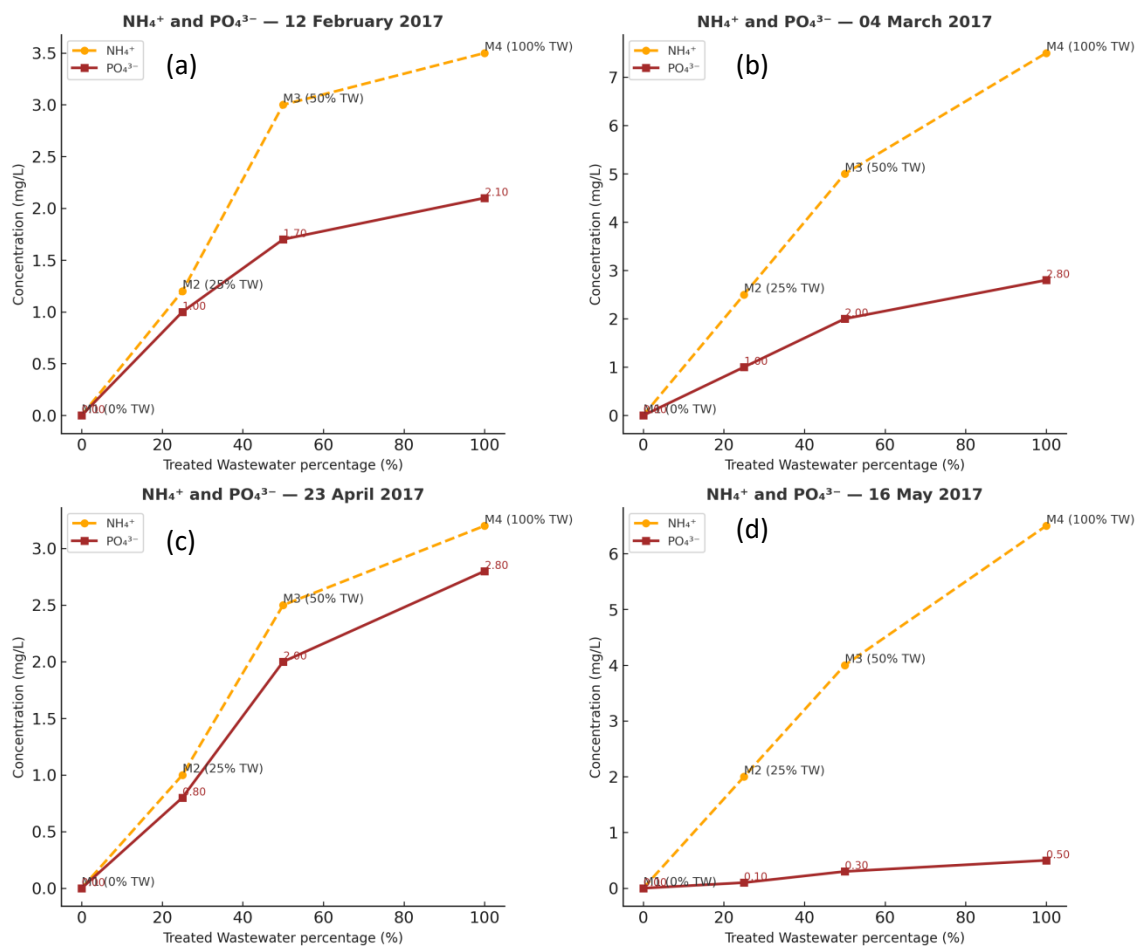 NH₄⁺ and PO₄³⁻ — 12 February 2017
NH₄⁺
PO₄³⁻
(a)
M4 (100% TW)
M3 (50% TW)
M2 (25% TW)
M1 (0% TW)
2.10
1.70
1.00
3.5
3.0
2.5
2.0
1.5
1.0
0.5
0.0
Concentration (mg/L)
0 20 40 60 80 100
Treated Wastewater percentage (%)
NH₄⁺ and PO₄³⁻ — 04 March 2017
NH₄⁺
PO₄³⁻
(b)
M4 (100% TW)
M3 (50% TW)
M2 (25% TW)
M1 (0% TW)
2.80
2.00
1.00
7
6
5
4
3
2
1
0
Concentration (mg/L)
0 20 40 60 80 100
Treated Wastewater percentage (%)
NH₄⁺ and PO₄³⁻ — 23 April 2017
NH₄⁺
PO₄³⁻
(c)
M4 (100% TW)
M3 (50% TW)
M2 (25% TW)
M1 (0% TW)
2.80
2.00
0.80
3.0
2.5
2.0
1.5
1.0
0.5
0.0
Concentration (mg/L)
0 20 40 60 80 100
Treated Wastewater percentage (%)
NH₄⁺ and PO₄³⁻ — 16 May 2017
NH₄⁺
PO₄³⁻
(d)
M4 (100% TW)
M3 (50% TW)
M2 (25% TW)
M1 (0% TW)
0.50
0.30
0.10
6
5
4
3
2
1
0
Concentration (mg/L)
0 20 40 60 80 100
Treated Wastewater percentage (%)